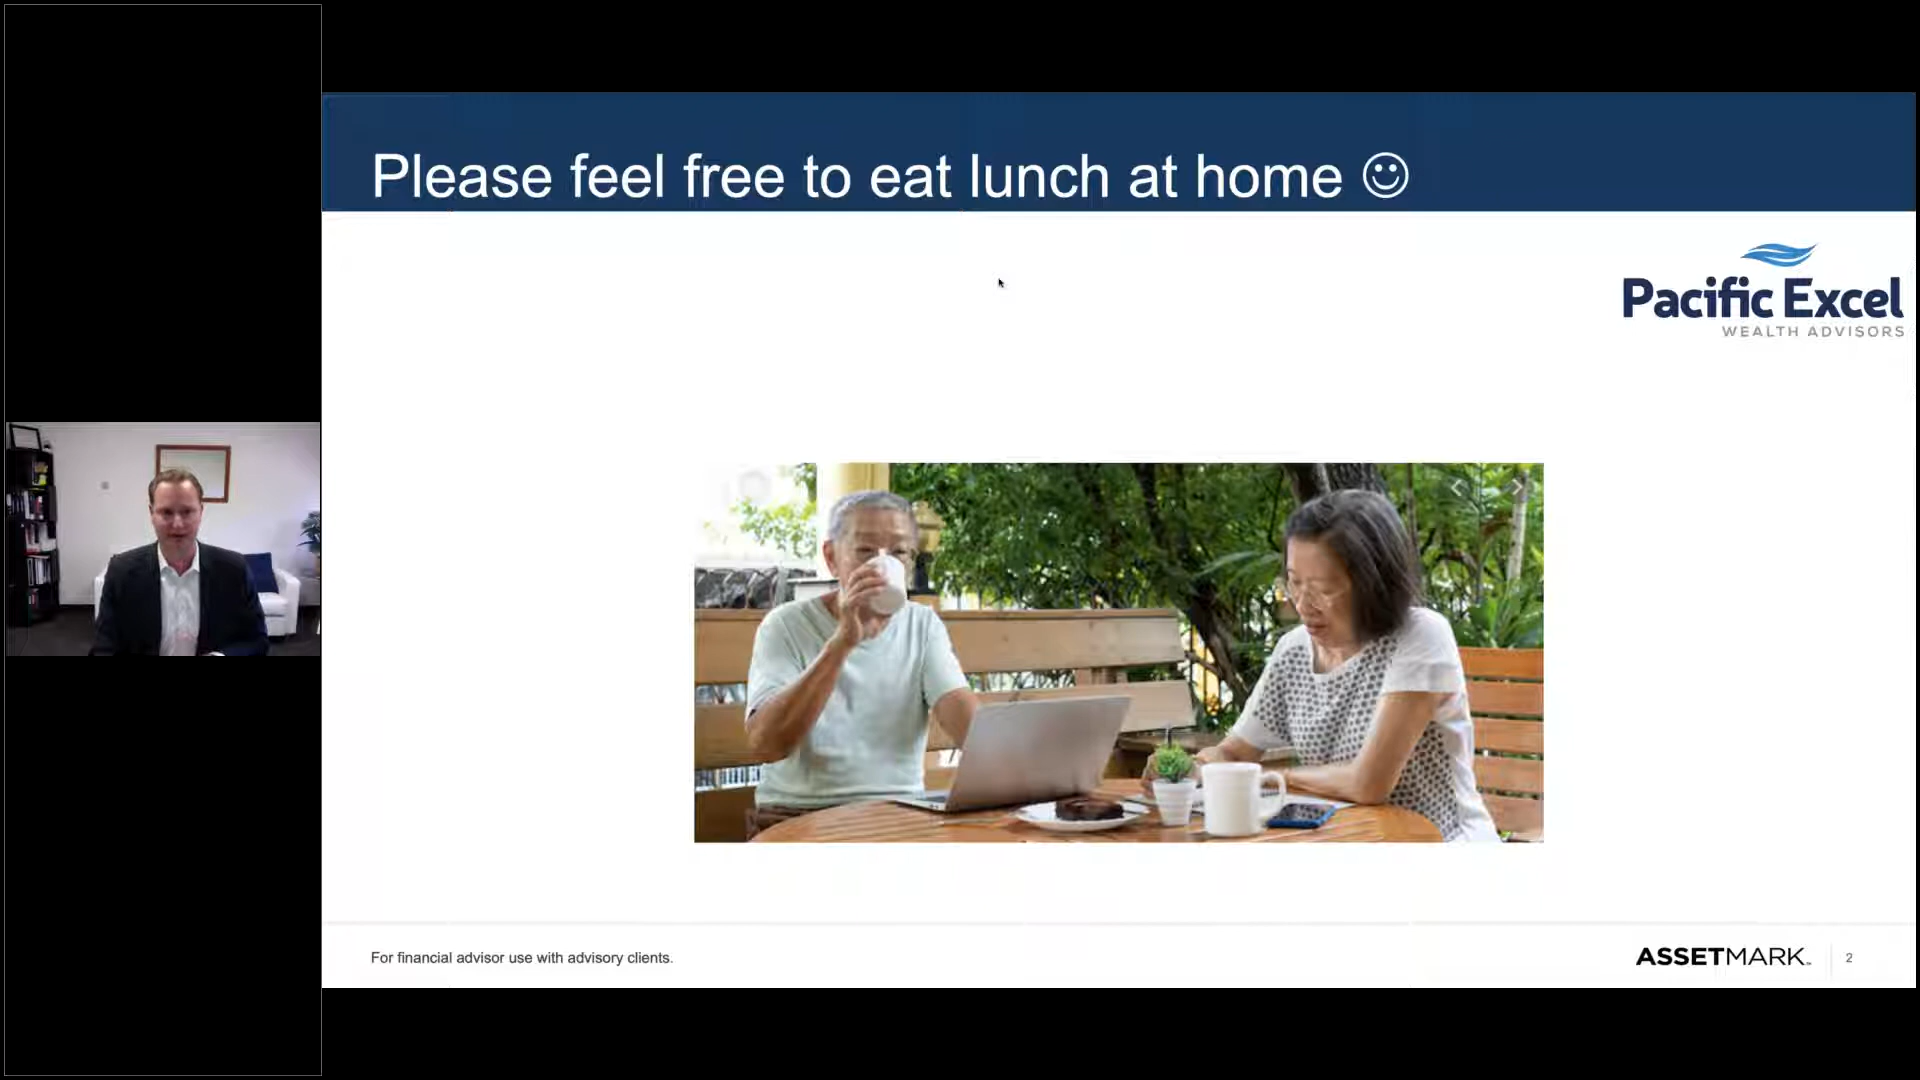 Please feel free to eat lunch at home ☺
Pacific Excel
WEALTH ADVISORS
For financial advisor use with advisory clients.
ASSETMARK™
2